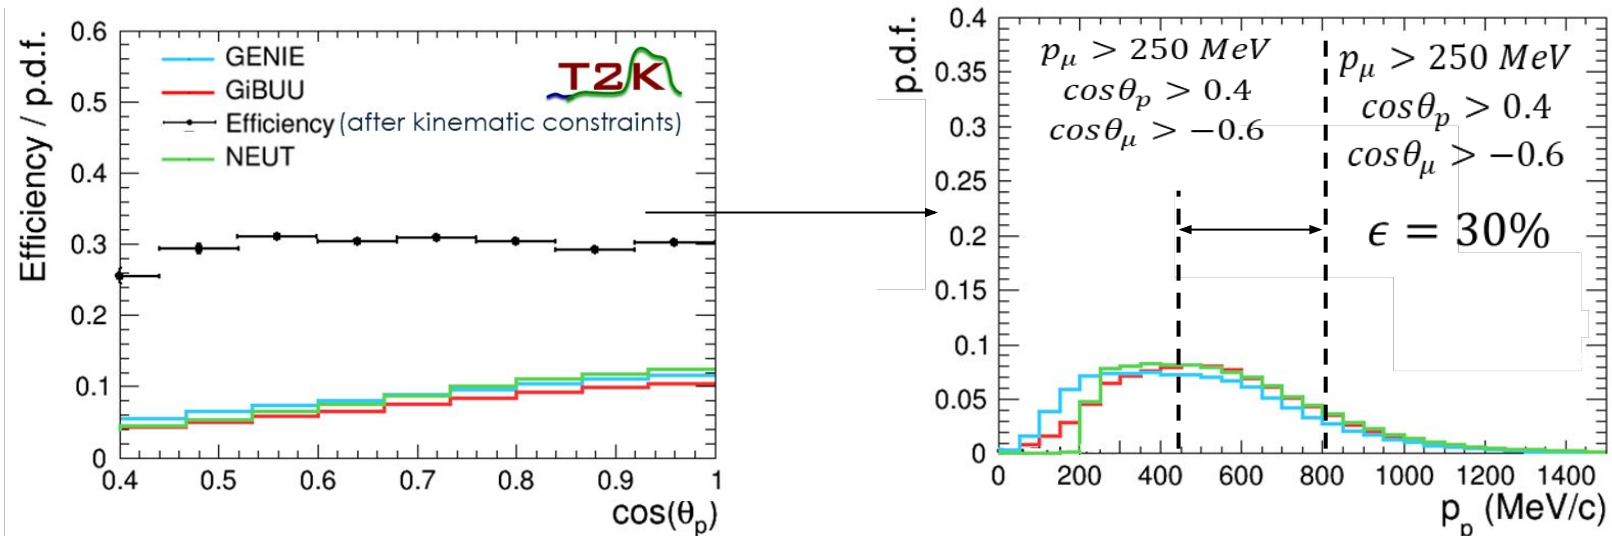 Efficiency / p.d.f.
0.6
0.5
0.4
0.3
0.2
0.1
0
GENIE
GiBUU
Efficiency (after kinematic constraints)
NEUT
T2K
0.4 0.5 0.6 0.7 0.8 0.9 1
cos(θp)
p.d.f.
0.4
0.35
0.3
0.25
0.2
0.15
0.1
0.05
0
pμ > 250 MeV
cosθp > 0.4
cosθμ > −0.6
pμ > 250 MeV
cosθp > 0.4
cosθμ > −0.6
ϵ = 30%
0 200 400 600 800 1000 1200 1400
pp (MeV/c)